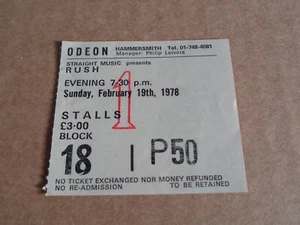 ODEON HAMMERSMITH Tel. 01-748-4081
Manager: Philip Leivers
STRAIGHT MUSIC presents
RUSH
EVENING 7-30 p.m.
Sunday, February 19th, 1978
1
STALLS
£3·00
BLOCK
18 P50
NO TICKET EXCHANGED NOR MONEY REFUNDED
NO RE-ADMISSION TO BE RETAINED